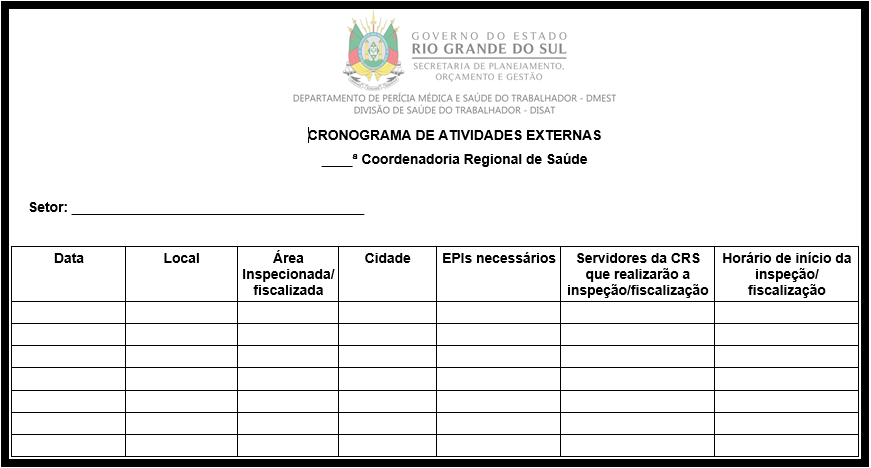 GOVERNO DO ESTADO
RIO GRANDE DO SUL
SECRETARIA DE PLANEJAMENTO,
ORÇAMENTO E GESTÃO
DEPARTAMENTO DE PERÍCIA MÉDICA E SAÚDE DO TRABALHADOR - DMEST
DIVISÃO DE SAÚDE DO TRABALHADOR - DISAT
CRONOGRAMA DE ATIVIDADES EXTERNAS
____ª Coordenadoria Regional de Saúde
Setor: ______________________________________
Data
Local
Área
Inspecionada/
fiscalizada
Cidade
EPIs necessários
Servidores da CRS
que realizarão a
inspeção/fiscalização
Horário de início da
inspeção/
fiscalização